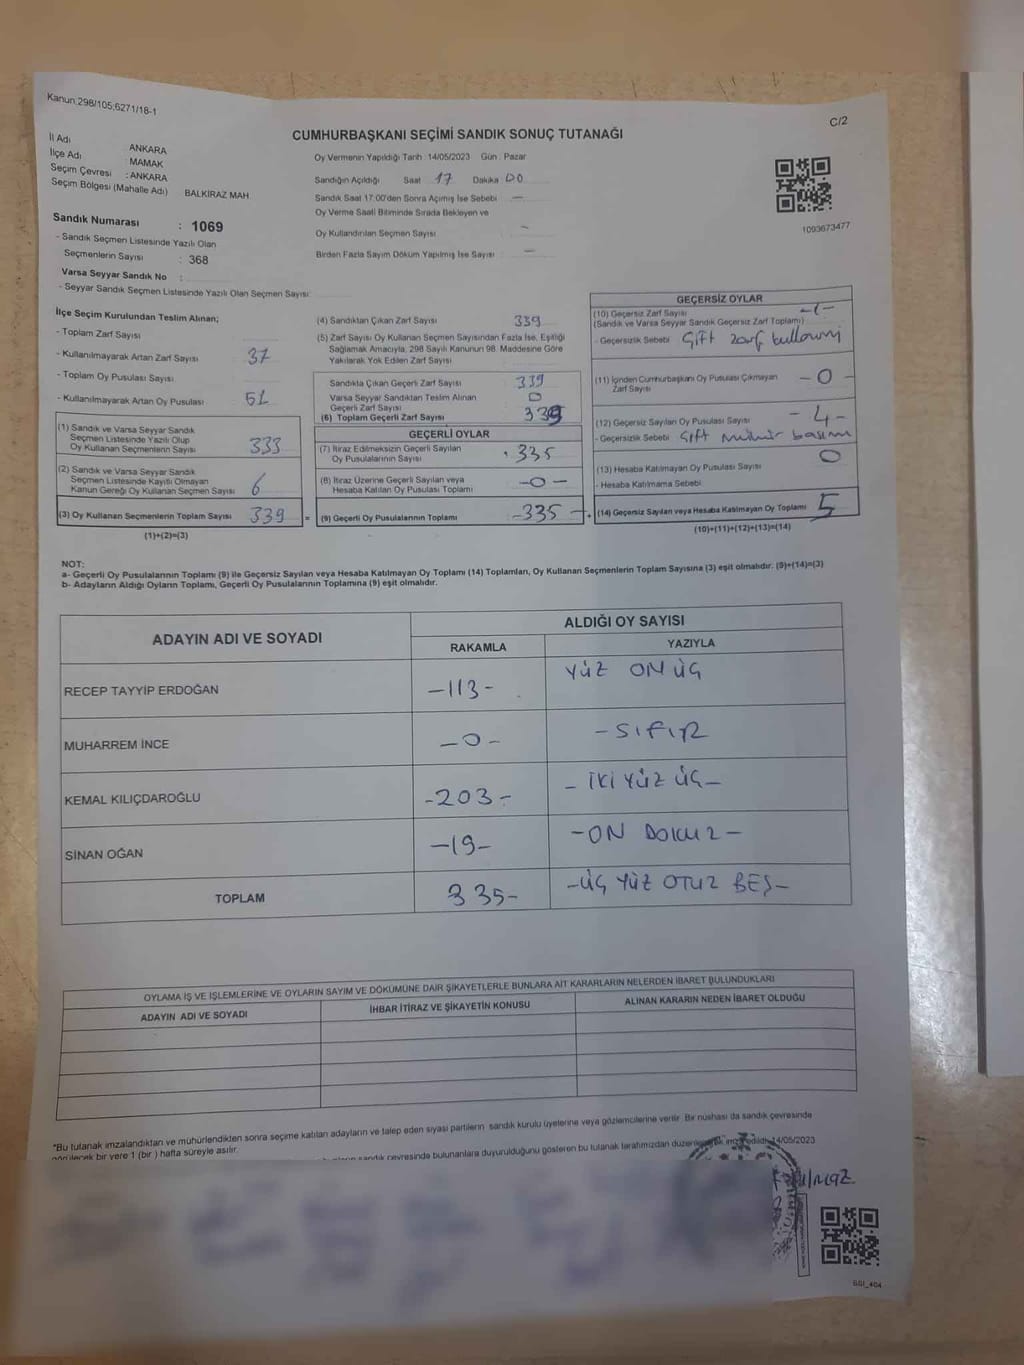 Kanun:298/105;6271/18-1
C/2
CUMHURBAŞKANI SEÇİMİ SANDIK SONUÇ TUTANAĞI
İl Adı ANKARA
İlçe Adı MAMAK
Seçim Çevresi : ANKARA
Seçim Bölgesi (Mahalle Adı) BALKİRAZ MAH
Oy Vermenin Yapıldığı Tarih : 14/05/2023 Gün : Pazar
Sandığın Açıldığı Saat 17 Dakika 00
Sandık Saat 17:00'den Sonra Açılmış İse Sebebi —
Oy Verme Saati Bitiminde Sırada Bekleyen ve
Oy Kullandırılan Seçmen Sayısı –
Birden Fazla Sayım Döküm Yapılmış İse Sayısı —
1093673477
Sandık Numarası : 1069
- Sandık Seçmen Listesinde Yazılı Olan
Seçmenlerin Sayısı : 368
Varsa Seyyar Sandık No :
- Seyyar Sandık Seçmen Listesinde Yazılı Olan Seçmen Sayısı:
İlçe Seçim Kurulundan Teslim Alınan;
- Toplam Zarf Sayısı
- Kullanılmayarak Artan Zarf Sayısı 37
- Toplam Oy Pusulası Sayısı
- Kullanılmayarak Artan Oy Pusulası 51
(1) Sandık ve Varsa Seyyar Sandık
Seçmen Listesinde Yazılı Olup
Oy Kullanan Seçmenlerin Sayısı 333
(2) Sandık ve Varsa Seyyar Sandık
Seçmen Listesinde Kayıtlı Olmayan
Kanun Gereği Oy Kullanan Seçmen Sayısı 6
(3) Oy Kullanan Seçmenlerin Toplam Sayısı 339 =
(1)+(2)=(3)
(4) Sandıktan Çıkan Zarf Sayısı 339
(5) Zarf Sayısı Oy Kullanan Seçmen Sayısından Fazla İse, Eşitliği
Sağlamak Amacıyla, 298 Sayılı Kanunun 98. Maddesine Göre
Yakılarak Yok Edilen Zarf Sayısı
Sandıkta Çıkan Geçerli Zarf Sayısı 339
Varsa Seyyar Sandıktan Teslim Alınan
Geçerli Zarf Sayısı 0
(6) Toplam Geçerli Zarf Sayısı 339
GEÇERLİ OYLAR
(7) İtiraz Edilmeksizin Geçerli Sayılan
Oy Pusulalarının Sayısı 335
(8) İtiraz Üzerine Geçerli Sayılan veya
Hesaba Katılan Oy Pusulası Toplamı -0-
(9) Geçerli Oy Pusulalarının Toplamı -335- +
GEÇERSİZ OYLAR
(10) Geçersiz Zarf Sayısı -1-
(Sandık ve Varsa Seyyar Sandık Geçersiz Zarf Toplamı)
- Geçersizlik Sebebi Çift zarf kullanımı
(11) İçinden Cumhurbaşkanı Oy Pusulası Çıkmayan
Zarf Sayısı -0-
(12) Geçersiz Sayılan Oy Pusulası Sayısı -4-
- Geçersizlik Sebebi Çift mühür basımı
(13) Hesaba Katılmayan Oy Pusulası Sayısı 0
- Hesaba Katılmama Sebebi
(14) Geçersiz Sayılan veya Hesaba Katılmayan Oy Toplamı 5
(10)+(11)+(12)+(13)=(14)
NOT:
a- Geçerli Oy Pusulalarının Toplamı (9) ile Geçersiz Sayılan veya Hesaba Katılmayan Oy Toplamı (14) Toplamları, Oy Kullanan Seçmenlerin Toplam Sayısına (3) eşit olmalıdır. (9)+(14)=(3)
b- Adayların Aldığı Oyların Toplamı, Geçerli Oy Pusulalarının Toplamına (9) eşit olmalıdır.
ADAYIN ADI VE SOYADI
ALDIĞI OY SAYISI
RAKAMLA YAZIYLA
RECEP TAYYİP ERDOĞAN -113- YÜZ ON ÜÇ
MUHARREM İNCE -0- -SIFIR
KEMAL KILIÇDAROĞLU -203- -İKİ YÜZ ÜÇ-
SİNAN OĞAN -19- -ON DOKUZ-
TOPLAM 335- -ÜÇ YÜZ OTUZ BEŞ-
OYLAMA İŞ VE İŞLEMLERİNE VE OYLARIN SAYIM VE DÖKÜMÜNE DAİR ŞİKAYETLERLE BUNLARA AİT KARARLARIN NELERDEN İBARET BULUNDUKLARI
ADAYIN ADI VE SOYADI
İHBAR İTİRAZ VE ŞİKAYETİN KONUSU
ALINAN KARARIN NEDEN İBARET OLDUĞU
*Bu tutanak imzalandıktan ve mühürlendikten sonra seçime katılan adayların ve talep eden siyasi partilerin sandık kurulu üyelerine veya gözlemcilerine verilir. Bir nüshası da sandık çevresinde
görülecek bir yere 1 (bir ) hafta süreyle asılır.
sandık çevresinde bulunanlara duyurulduğunu gösteren bu tutanak tarafımızdan 14/05/2023